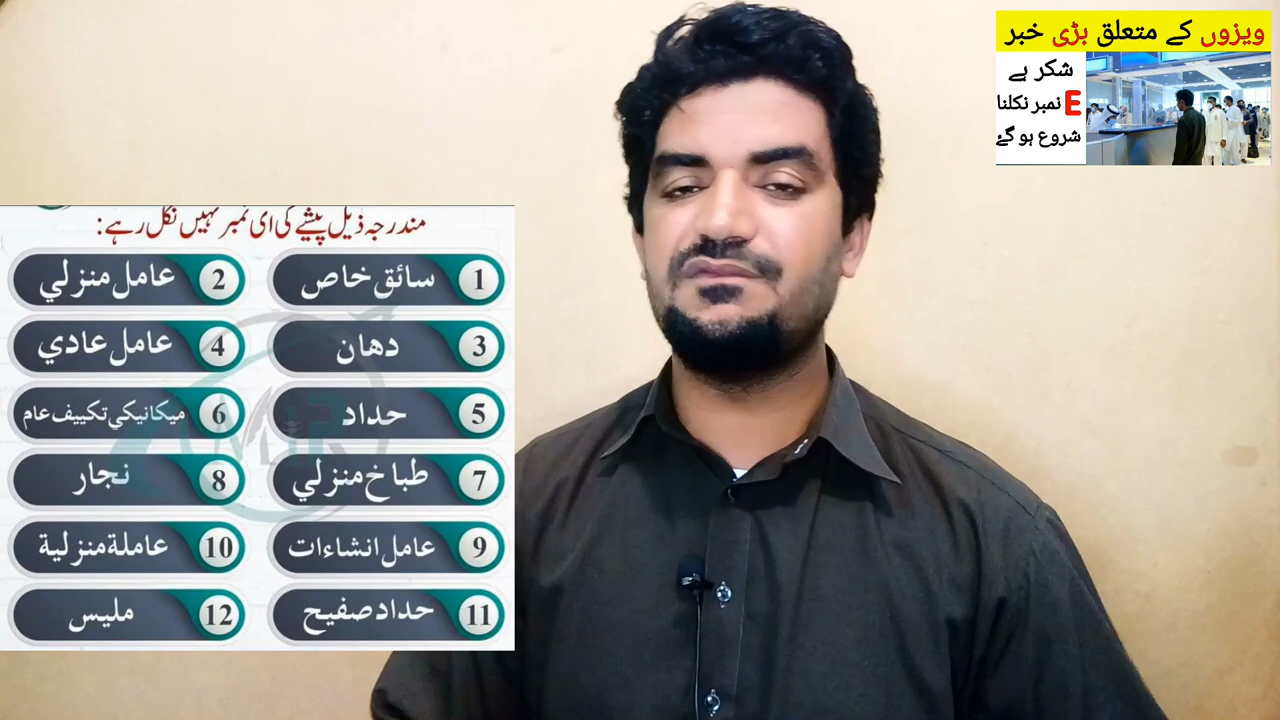 ویزوں کے متعلق بڑی خبر
شکر ہے
E نمبر نکلنا
شروع ہو گئے
مندرجہ ذیل پیشے کی ای نمبر نہیں نکل رہے:
1 سائق خاص
2 عامل منزلي
3 دهان
4 عامل عادي
5 حداد
6 ميكانيكي تكييف عام
7 طباخ منزلي
8 نجار
9 عامل انشاءات
10 عاملة منزلية
11 حداد صفيح
12 مليس